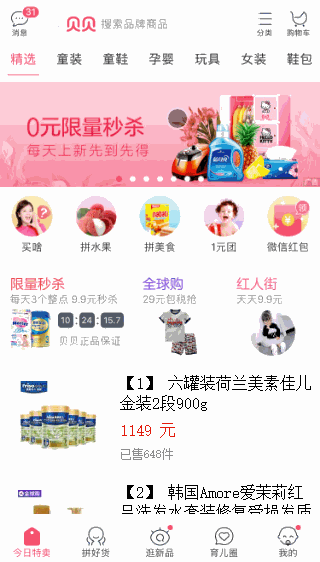 31
消息
贝贝
搜索品牌商品
分类
购物车
精选
童装
童鞋
孕婴
玩具
女装
鞋包
0元限量秒杀
每天上新先到先得
广告
买啥
拼水果
拼美食
1元团
微信红包
限量秒杀
每天3个整点 9.9元秒杀
10 : 24 : 15.7
贝贝正品保证
全球购
29元包税抢
红人街
天天9.9元
【1】 六罐装荷兰美素佳儿
金装2段900g
1149 元
已售648件
全球购
【2】 韩国Amore爱茉莉红
吕洗发水套装修复受损发质
今日特卖
拼好货
逛新品
育儿圈
我的